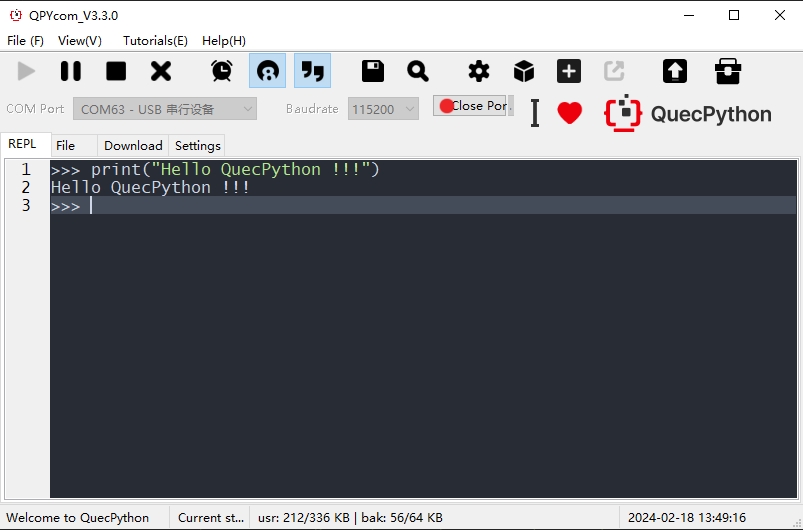 QPYcom_V3.3.0
File (F) View(V) Tutorials(E) Help(H)
COM Port COM63 - USB 串行设备 Baudrate 115200 Close Por. QuecPython
REPL File Download Settings
1 >>> print("Hello QuecPython !!!")
2 Hello QuecPython !!!
3 >>>
Welcome to QuecPython Current st... usr: 212/336 KB | bak: 56/64 KB 2024-02-18 13:49:16